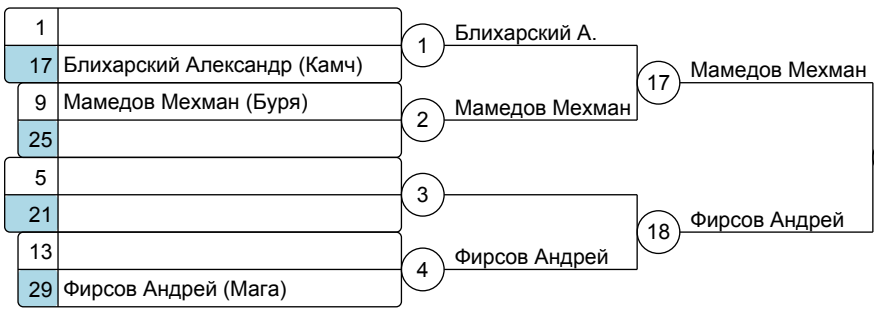 1
17 Блихарский Александр (Камч)
9 Мамедов Мехман (Буря)
25
5
21
13
29 Фирсов Андрей (Мага)
1 Блихарский А.
2 Мамедов Мехман
3
4 Фирсов Андрей
17 Мамедов Мехман
18 Фирсов Андрей